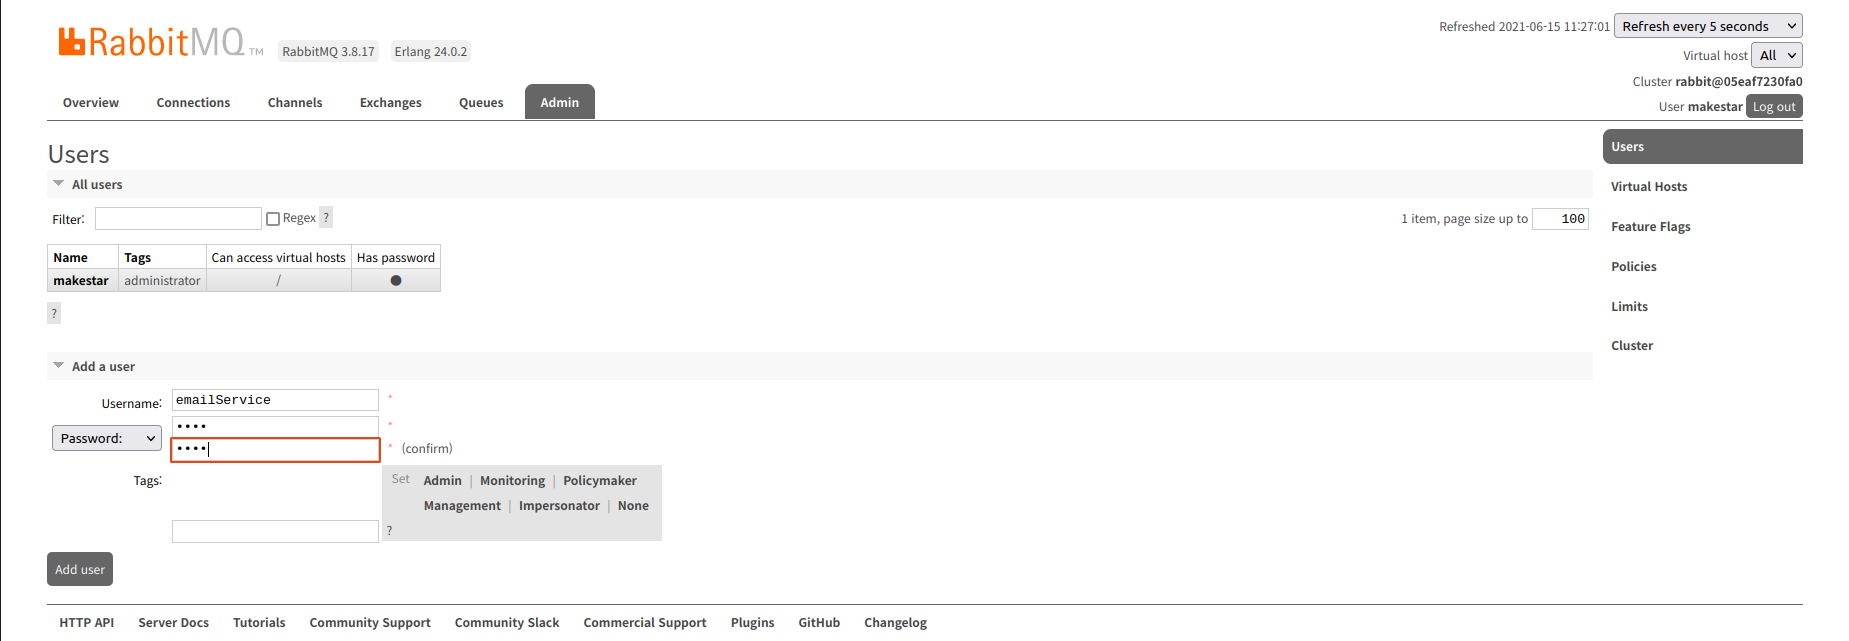 RabbitMQ TM
RabbitMQ 3.8.17 Erlang 24.0.2
Refreshed 2021-06-15 11:27:01 Refresh every 5 seconds
Virtual host All
Cluster rabbit@05eaf7230fa0
User makestar Log out
Overview Connections Channels Exchanges Queues Admin
Users
All users
Filter: Regex ?
1 item, page size up to 100
Name Tags Can access virtual hosts Has password
makestar administrator / ●
?
Add a user
Username: emailService *
Password: •••• *
•••• * (confirm)
Tags:
Set Admin | Monitoring | Policymaker
Management | Impersonator | None
?
Add user
Users
Virtual Hosts
Feature Flags
Policies
Limits
Cluster
HTTP API Server Docs Tutorials Community Support Community Slack Commercial Support Plugins GitHub Changelog